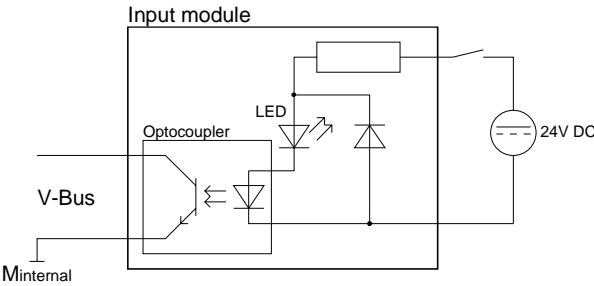 Input module
LED
Optocoupler
24V DC
V-Bus
Minternal